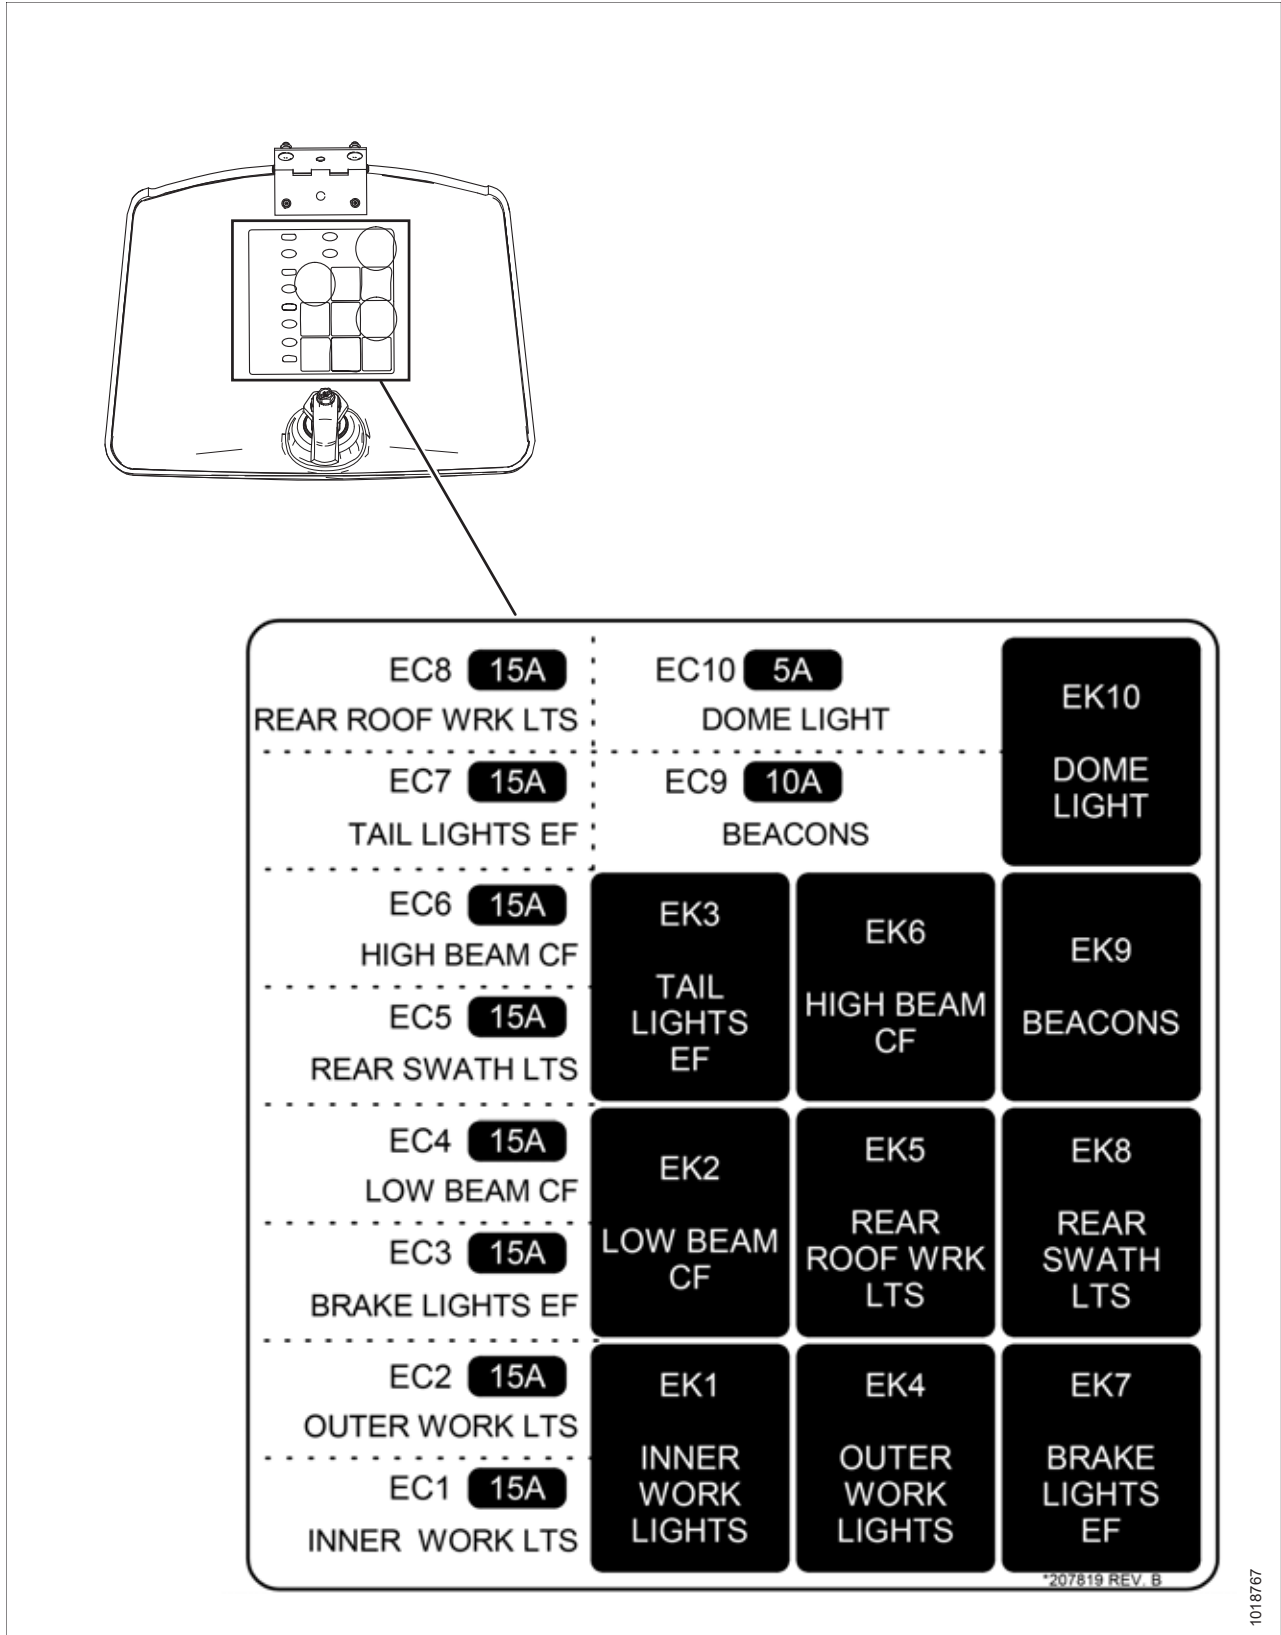 EC8 15A
REAR ROOF WRK LTS
EC10 5A
DOME LIGHT
EK10
DOME
LIGHT
EC7 15A
TAIL LIGHTS EF
EC9 10A
BEACONS
EC6 15A
HIGH BEAM CF
EC5 15A
REAR SWATH LTS
EK3
TAIL
LIGHTS
EF
EK6
HIGH BEAM
CF
EK9
BEACONS
EC4 15A
LOW BEAM CF
EC3 15A
BRAKE LIGHTS EF
EK2
LOW BEAM
CF
EK5
REAR
ROOF WRK
LTS
EK8
REAR
SWATH
LTS
EC2 15A
OUTER WORK LTS
EC1 15A
INNER WORK LTS
EK1
INNER
WORK
LIGHTS
EK4
OUTER
WORK
LIGHTS
EK7
BRAKE
LIGHTS
EF
*207819 REV. B
1018767